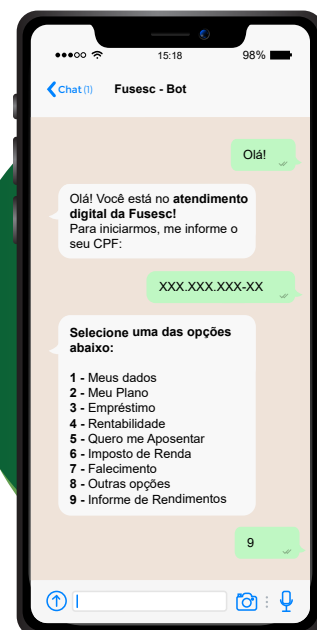 15:18
98%
Chat (1)
Fusesc - Bot
Olá!
Olá! Você está no atendimento
digital da Fusesc!
Para iniciarmos, me informe o
seu CPF:
XXX.XXX.XXX-XX
Selecione uma das opções
abaixo:
1 - Meus dados
2 - Meu Plano
3 - Empréstimo
4 - Rentabilidade
5 - Quero me Aposentar
6 - Imposto de Renda
7 - Falecimento
8 - Outras opções
9 - Informe de Rendimentos
9